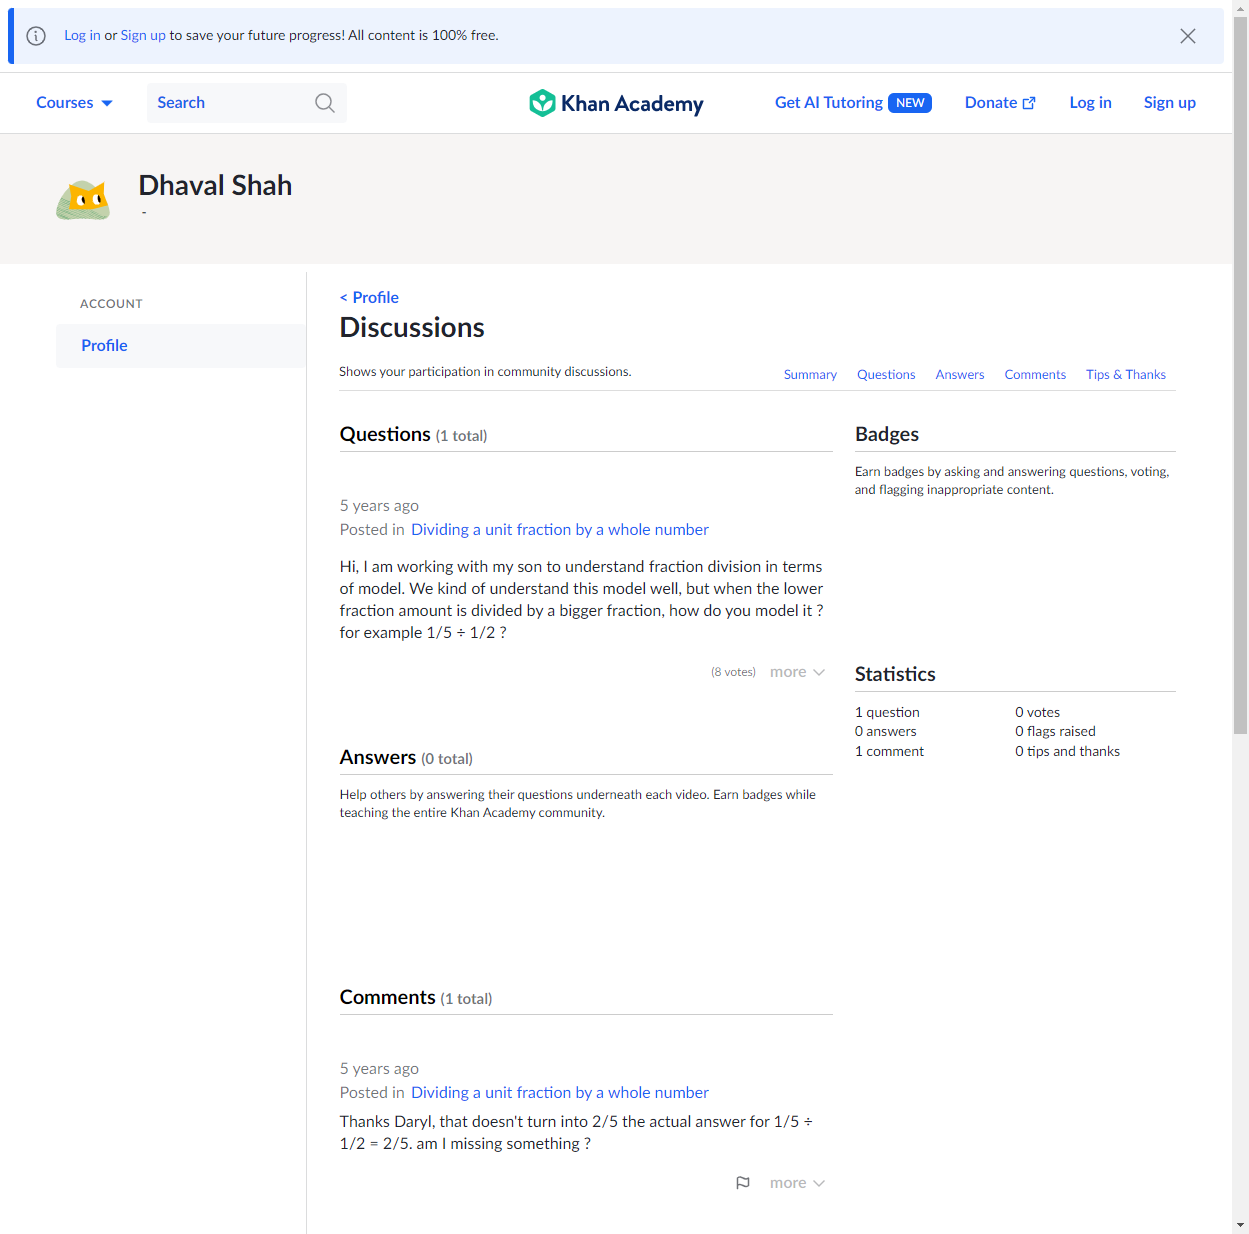 Log in or Sign up to save your future progress! All content is 100% free.
Courses
Search
Khan Academy
Get AI Tutoring NEW
Donate
Log in
Sign up
Dhaval Shah
-
ACCOUNT
Profile
< Profile
Discussions
Shows your participation in community discussions.
Summary
Questions
Answers
Comments
Tips & Thanks
Questions (1 total)
5 years ago
Posted in Dividing a unit fraction by a whole number
Hi, I am working with my son to understand fraction division in terms
of model. We kind of understand this model well, but when the lower
fraction amount is divided by a bigger fraction, how do you model it ?
for example 1/5 ÷ 1/2 ?
(8 votes)
more
Answers (0 total)
Help others by answering their questions underneath each video. Earn badges while
teaching the entire Khan Academy community.
Comments (1 total)
5 years ago
Posted in Dividing a unit fraction by a whole number
Thanks Daryl, that doesn't turn into 2/5 the actual answer for 1/5 ÷
1/2 = 2/5. am I missing something ?
more
Badges
Earn badges by asking and answering questions, voting,
and flagging inappropriate content.
Statistics
1 question
0 votes
0 answers
0 flags raised
1 comment
0 tips and thanks